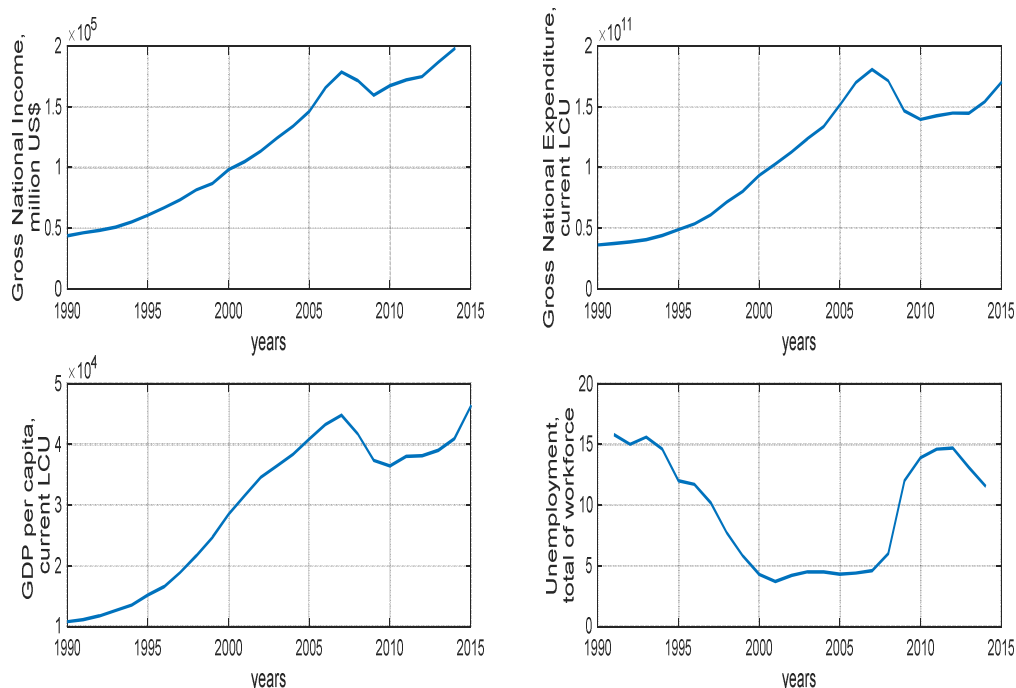 ×10^5
Gross National Income,
million US$
2
1.5
1
0.5
0
1990 1995 2000 2005 2010 2015
years
×10^11
Gross National Expenditure,
current LCU
2
1.5
1
0.5
0
1990 1995 2000 2005 2010 2015
years
×10^4
GDP per capita,
current LCU
5
4
3
2
1
1990 1995 2000 2005 2010 2015
years
Unemployment,
total of workforce
20
15
10
5
0
1990 1995 2000 2005 2010 2015
years